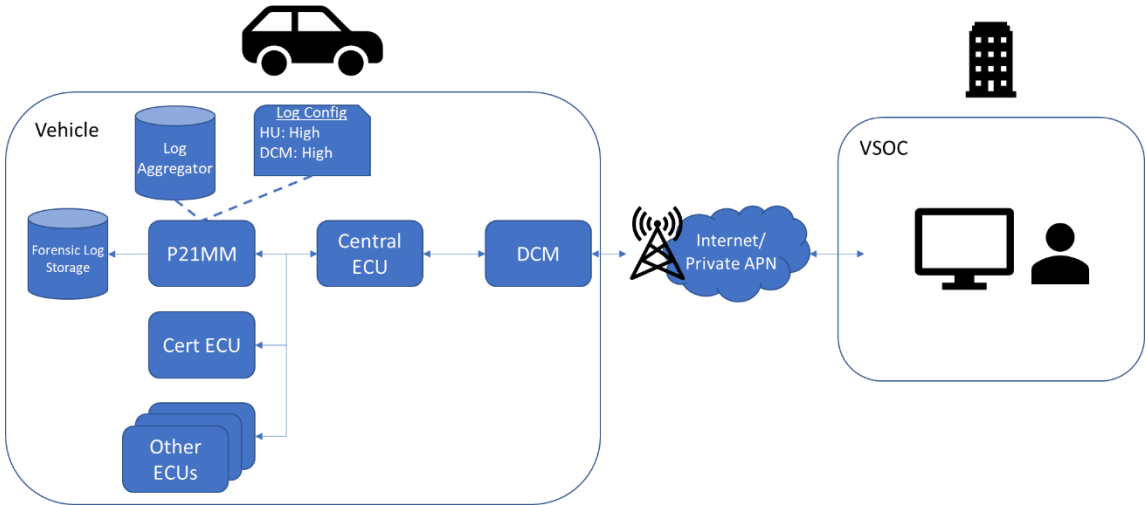 Vehicle
Log
Aggregator
Log Config
HU: High
DCM: High
Forensic Log
Storage
P21MM
Central
ECU
DCM
Internet/
Private APN
VSOC
Cert ECU
Other
ECUs